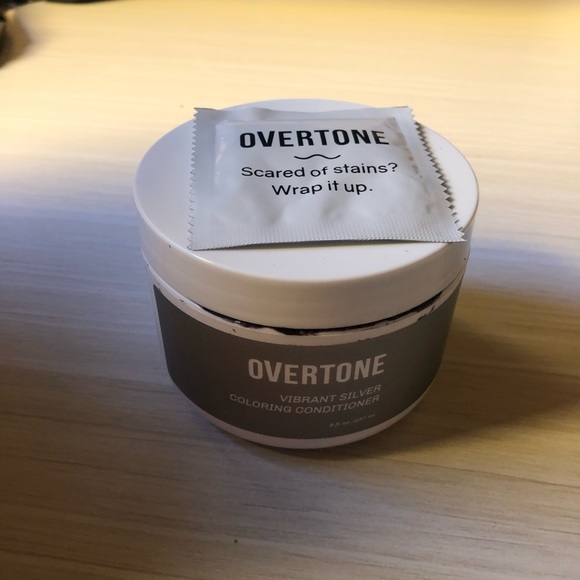 OVERTONE
Scared of stains?
Wrap it up.
OVERTONE
VIBRANT SILVER
COLORING CONDITIONER